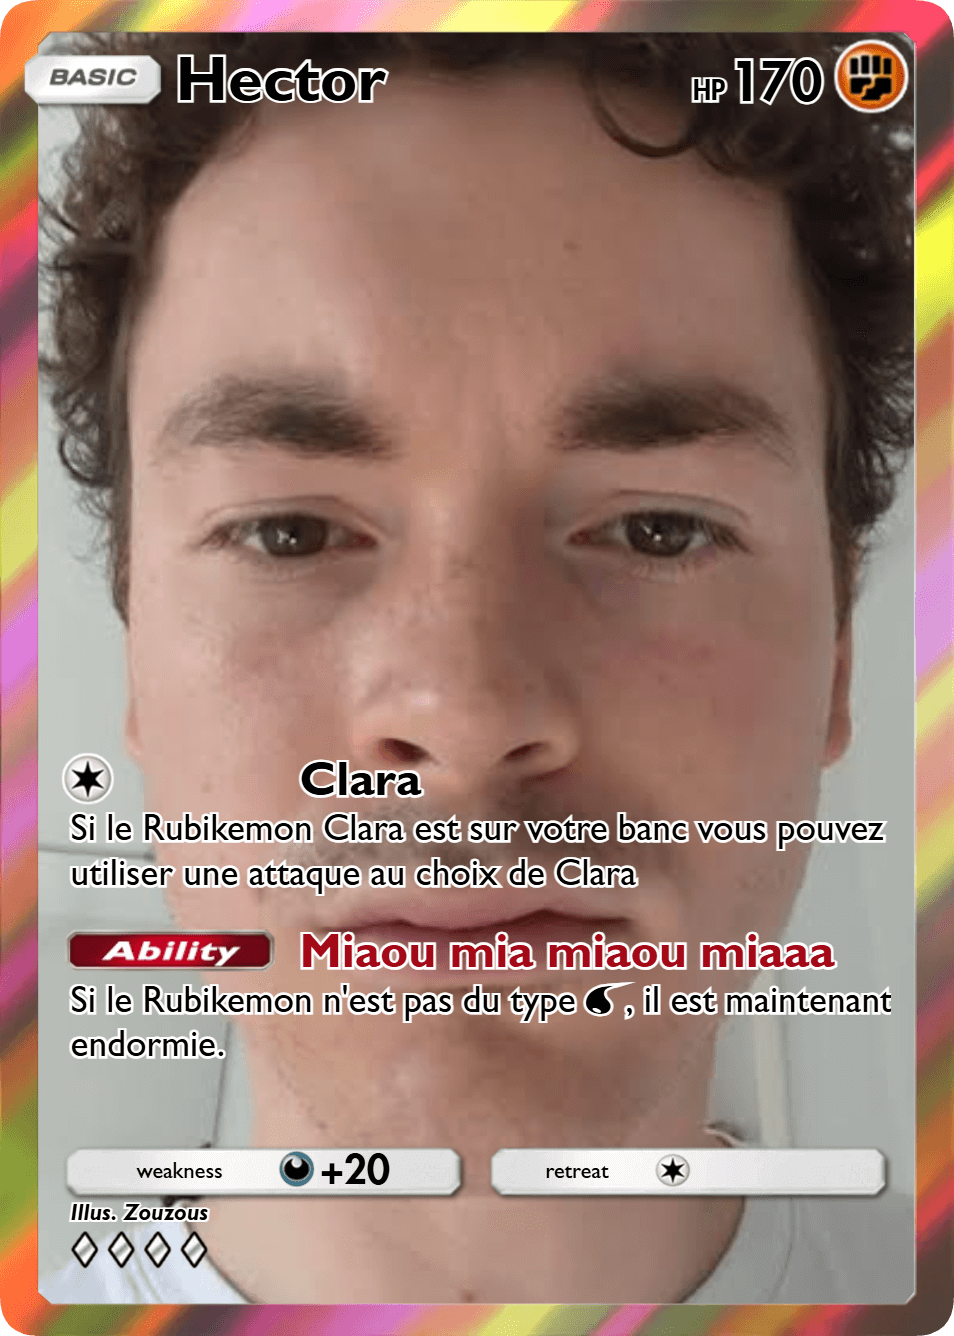 BASIC Hector HP 170
Clara
Si le Rubikemon Clara est sur votre banc vous pouvez
utiliser une attaque au choix de Clara
Ability Miaou mia miaou miaaa
Si le Rubikemon n'est pas du type , il est maintenant
endormie.
weakness +20 retreat
Illus. Zouzous